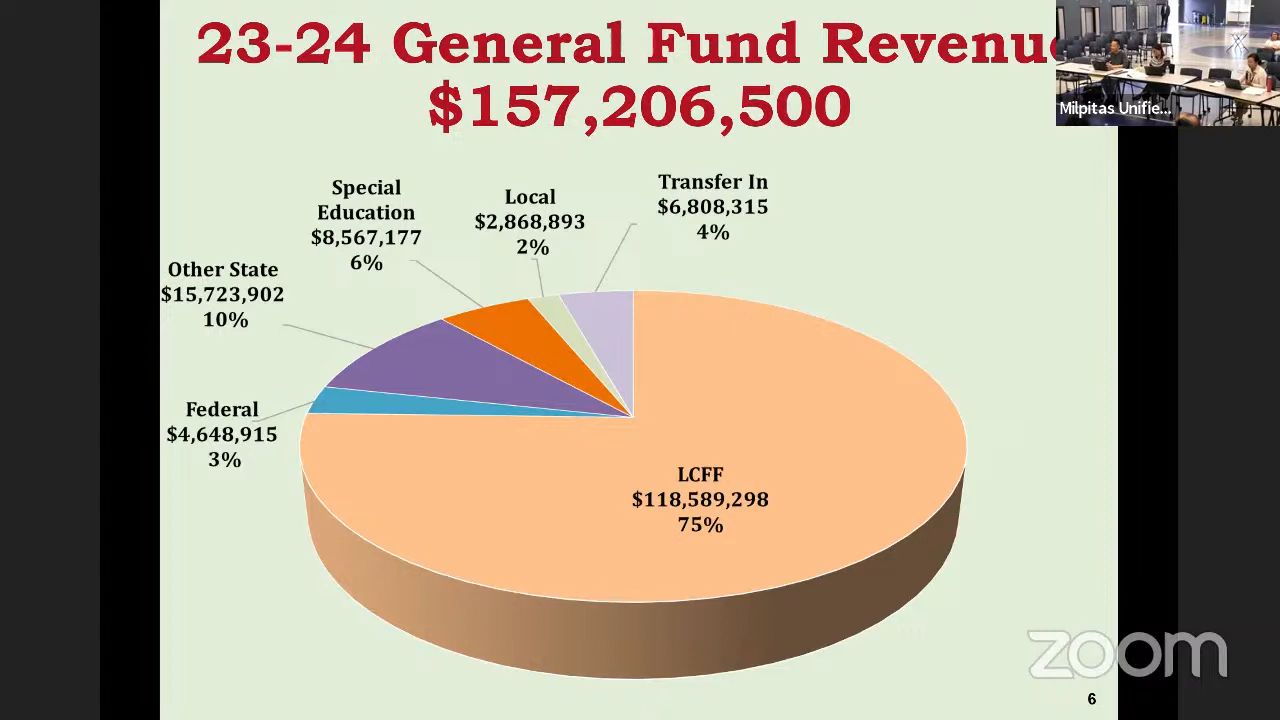 23-24 General Fund Revenue
$157,206,500
Milpitas Unifie...
Special
Education
$8,567,177
6%
Local
$2,868,893
2%
Transfer In
$6,808,315
4%
Other State
$15,723,902
10%
Federal
$4,648,915
3%
LCFF
$118,589,298
75%
zoom
6